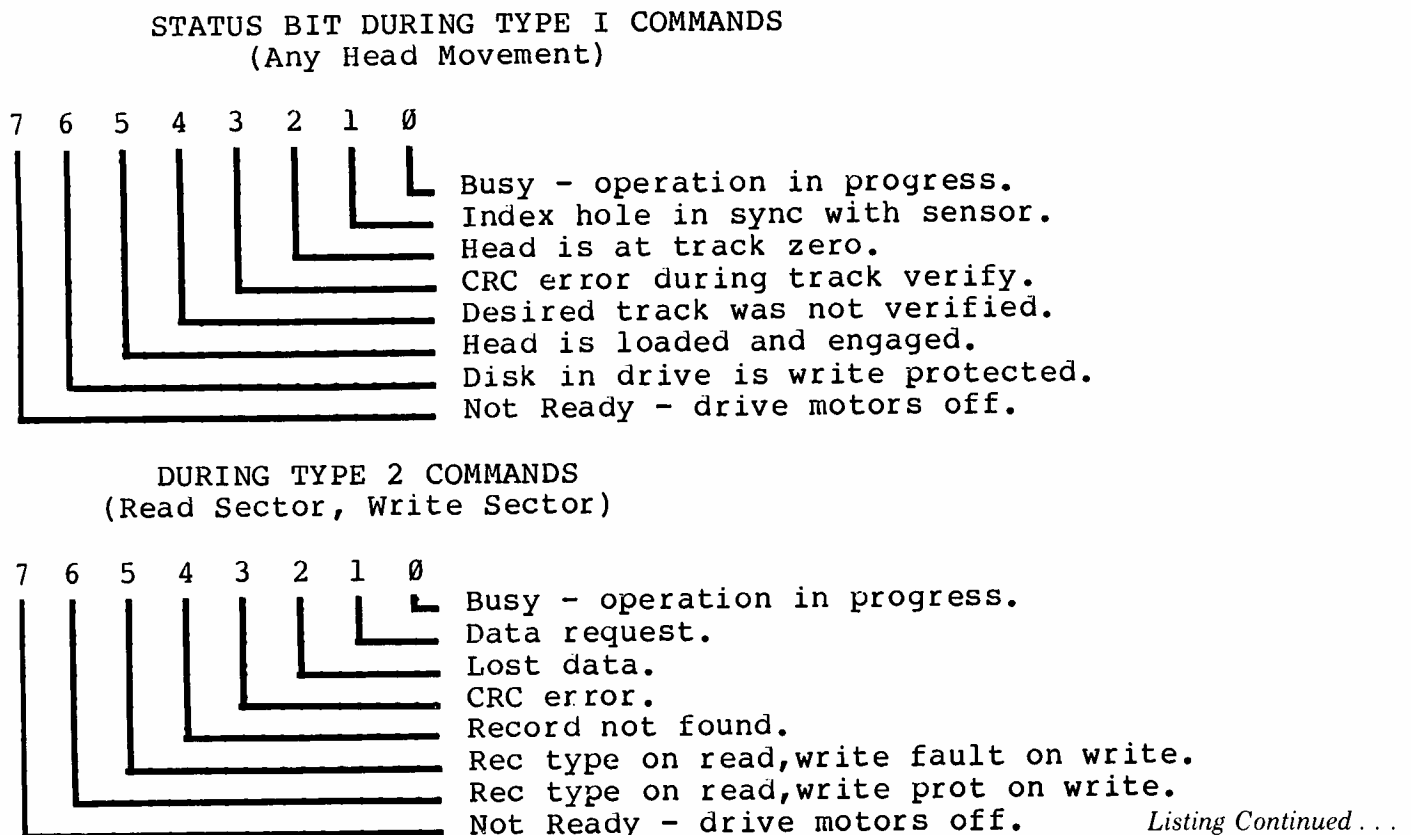 STATUS BIT DURING TYPE I COMMANDS
(Any Head Movement)
7 6 5 4 3 2 1 Ø
Busy - operation in progress.
Index hole in sync with sensor.
Head is at track zero.
CRC error during track verify.
Desired track was not verified.
Head is loaded and engaged.
Disk in drive is write protected.
Not Ready - drive motors off.
DURING TYPE 2 COMMANDS
(Read Sector, Write Sector)
7 6 5 4 3 2 1 Ø
Busy - operation in progress.
Data request.
Lost data.
CRC error.
Record not found.
Rec type on read,write fault on write.
Rec type on read,write prot on write.
Not Ready - drive motors off.
Listing Continued . . .